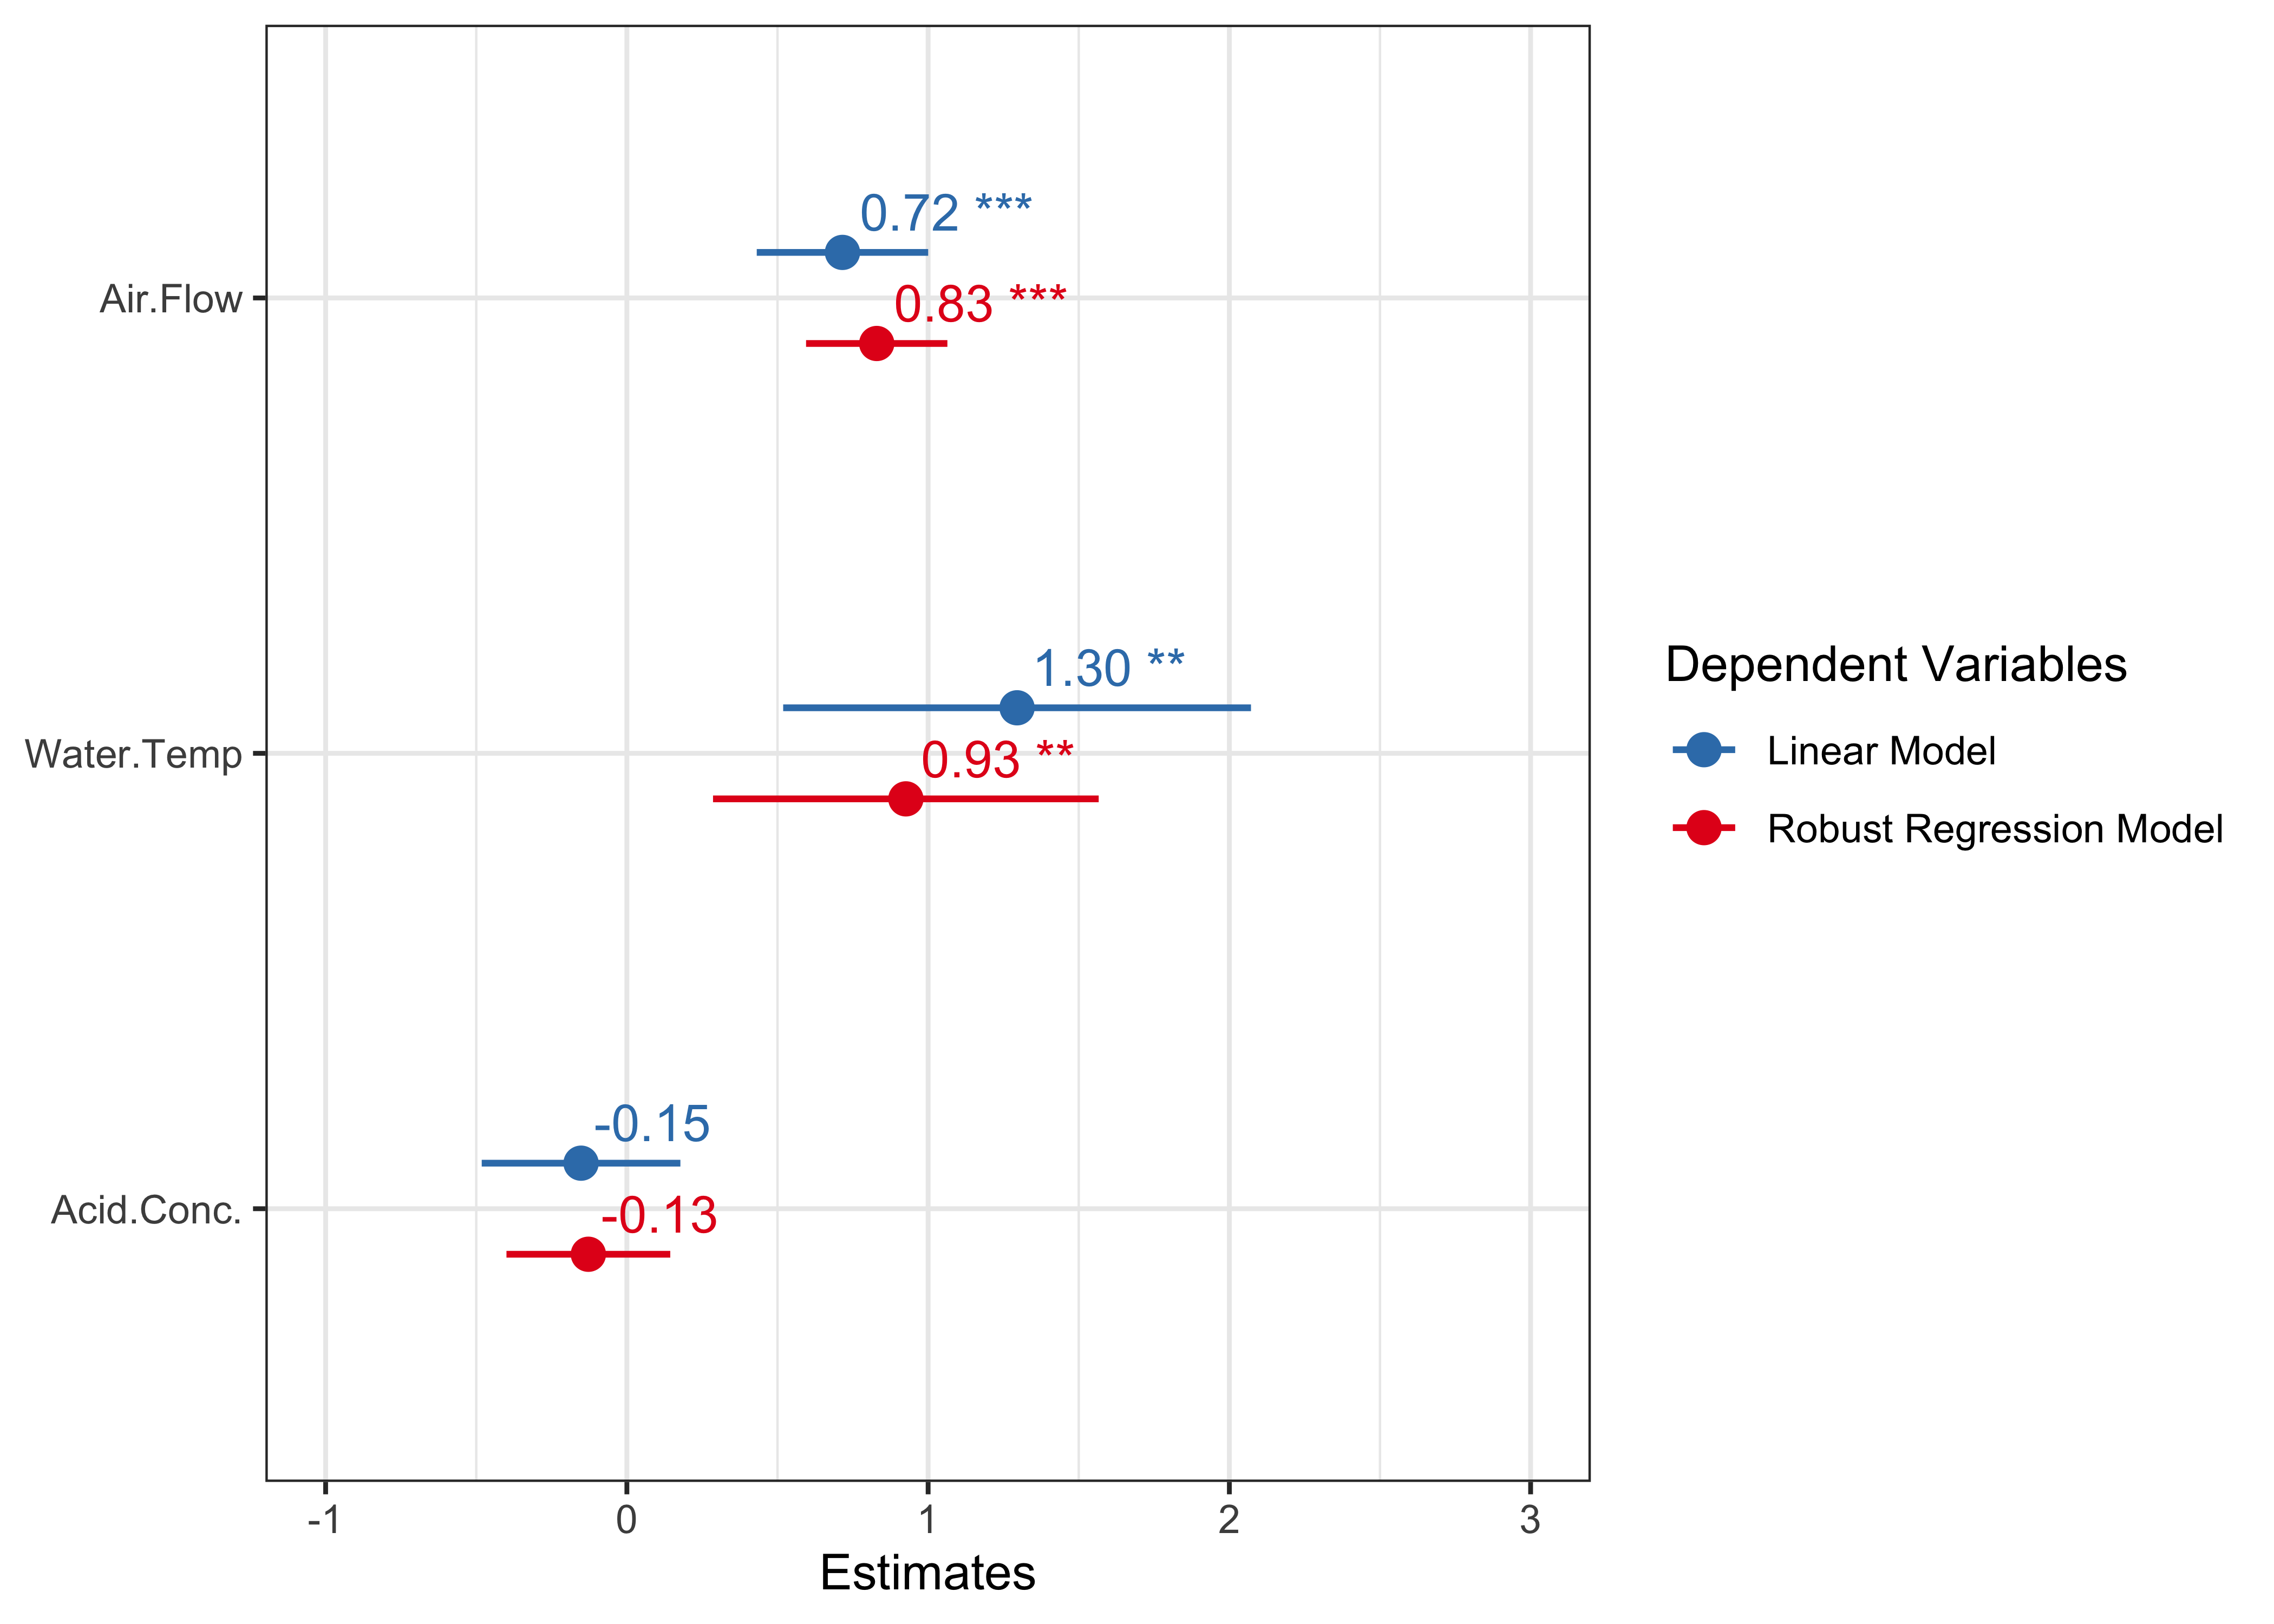 0.72 ***
Air.Flow
0.83 ***
1.30 **
Water.Temp
0.93 **
-0.15
Acid.Conc.
-0.13
-1 0 1 2 3
Estimates
Dependent Variables
Linear Model
Robust Regression Model